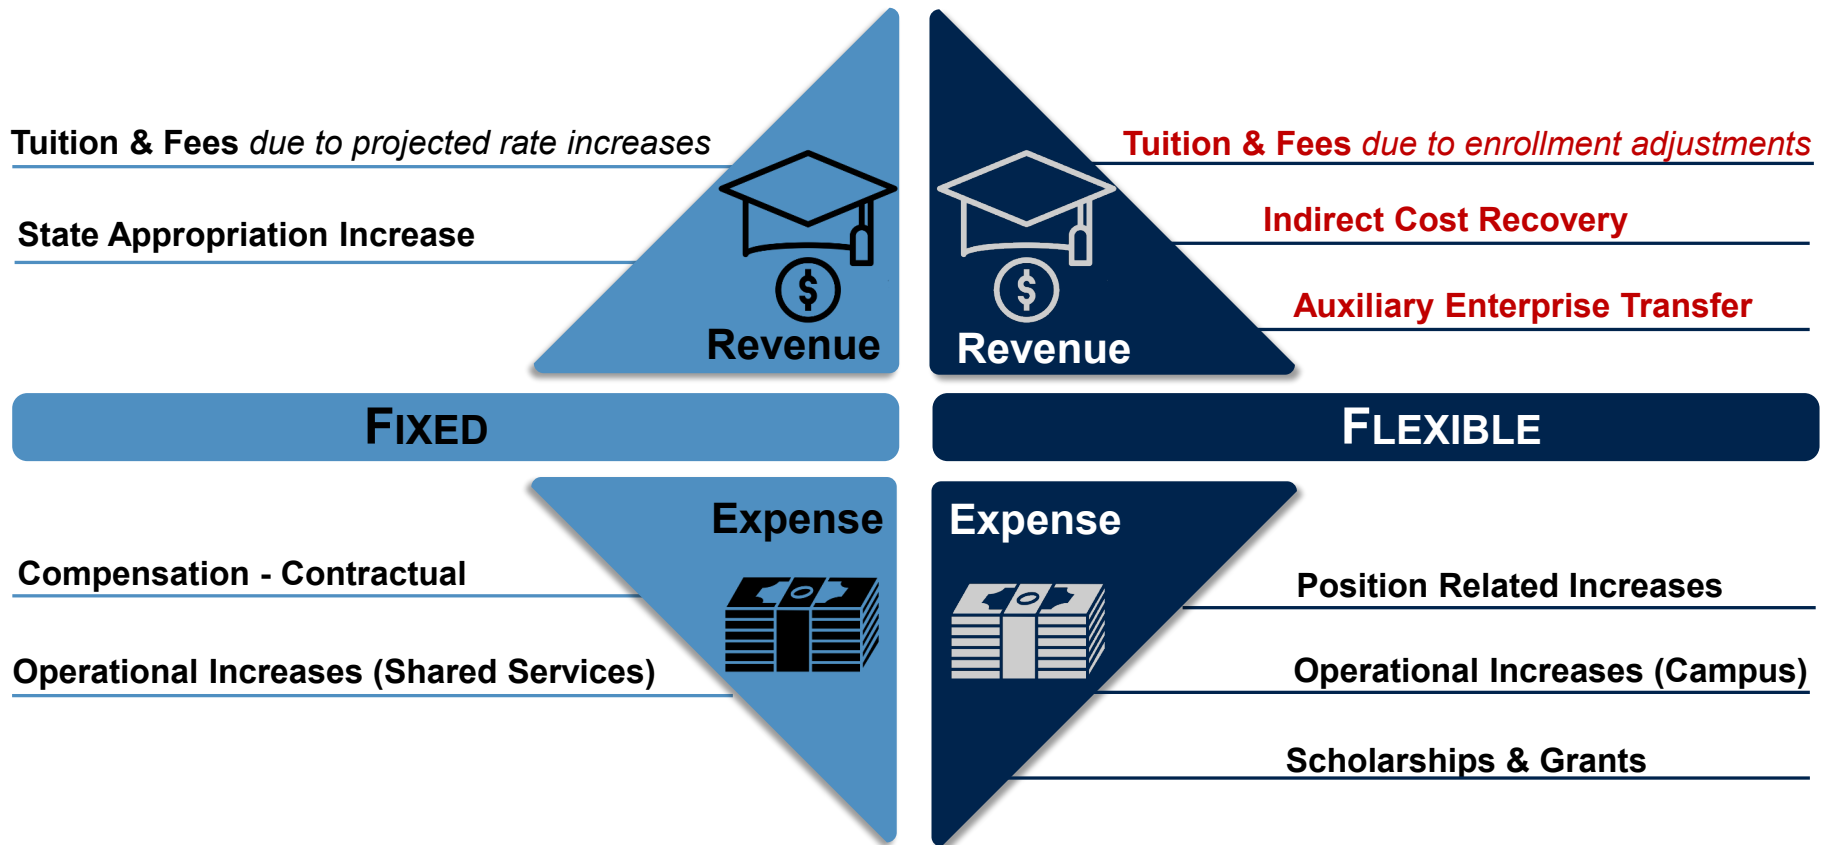 Tuition & Fees due to projected rate increases
State Appropriation Increase
$
Revenue
Tuition & Fees due to enrollment adjustments
Indirect Cost Recovery
Auxiliary Enterprise Transfer
$
Revenue
FIXED
FLEXIBLE
Expense
Compensation - Contractual
Operational Increases (Shared Services)
Expense
Position Related Increases
Operational Increases (Campus)
Scholarships & Grants